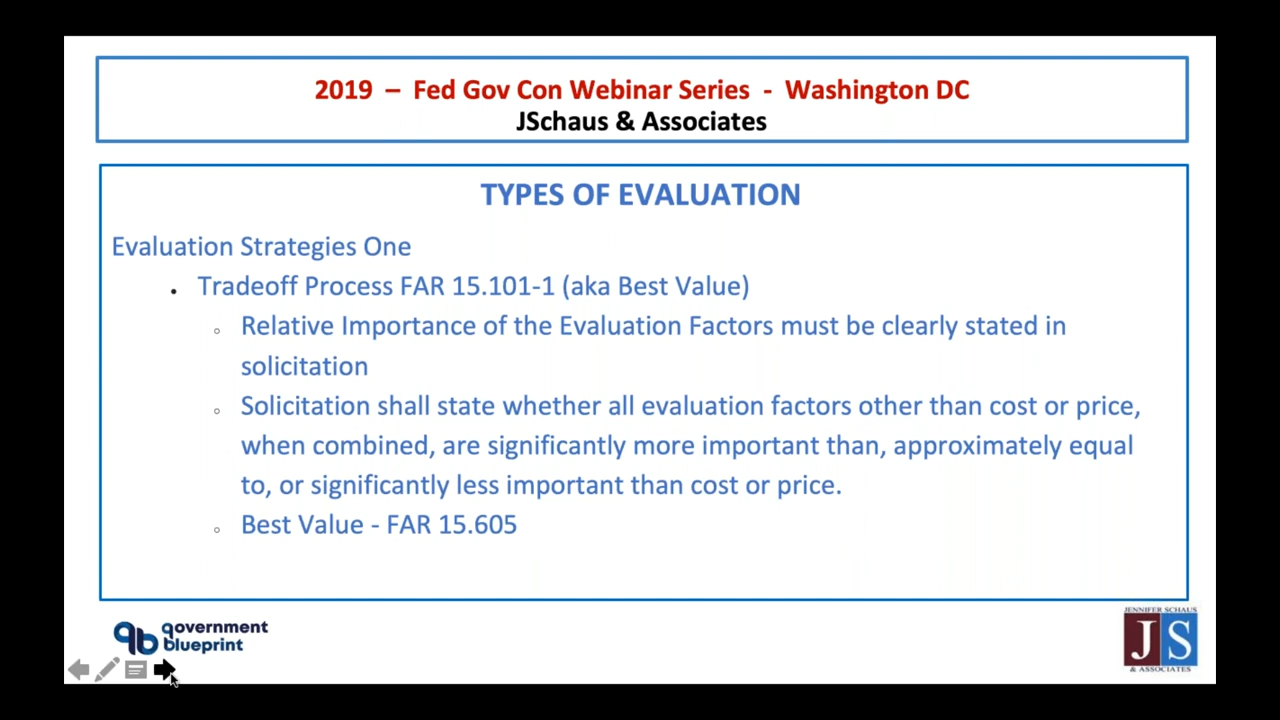 2019 – Fed Gov Con Webinar Series - Washington DC
JSchaus & Associates
TYPES OF EVALUATION
Evaluation Strategies One
• Tradeoff Process FAR 15.101-1 (aka Best Value)
○ Relative Importance of the Evaluation Factors must be clearly stated in
solicitation
○ Solicitation shall state whether all evaluation factors other than cost or price,
when combined, are significantly more important than, approximately equal
to, or significantly less important than cost or price.
○ Best Value - FAR 15.605
gb government
blueprint
JENNIFER SCHAUS
JS
& ASSOCIATES